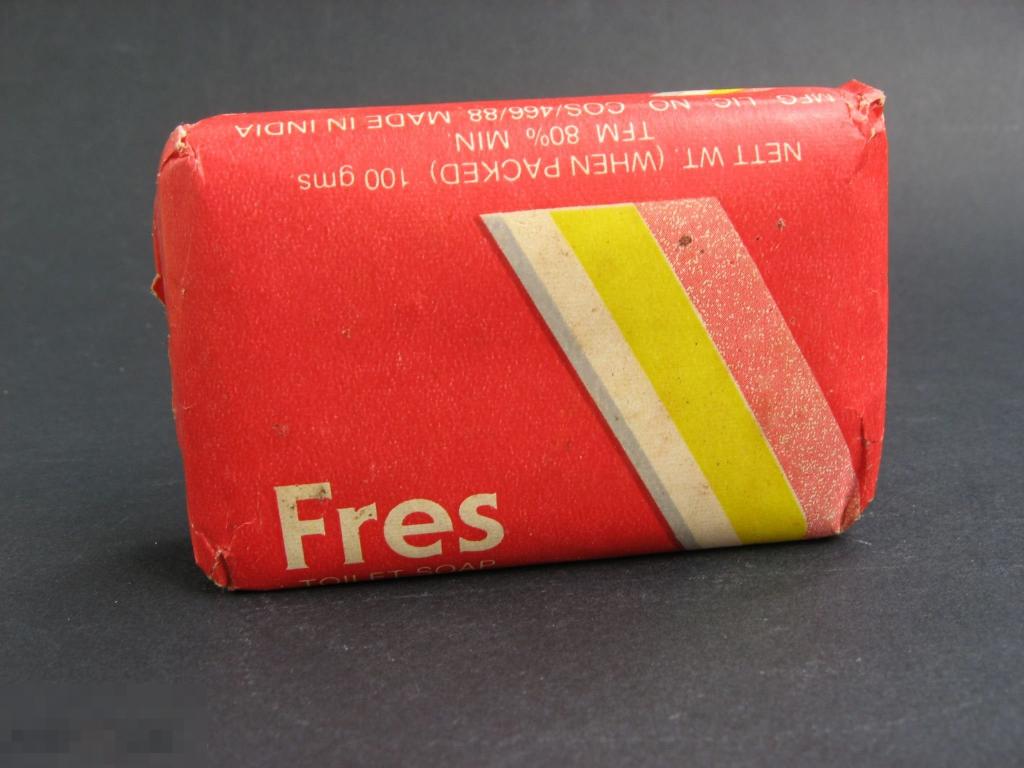 MFG. LIC. NO. COS/466/88 MADE IN INDIA
TFM 80% MIN.
NETT WT. (WHEN PACKED) 100 gms.
Fres
TOILET SOAP